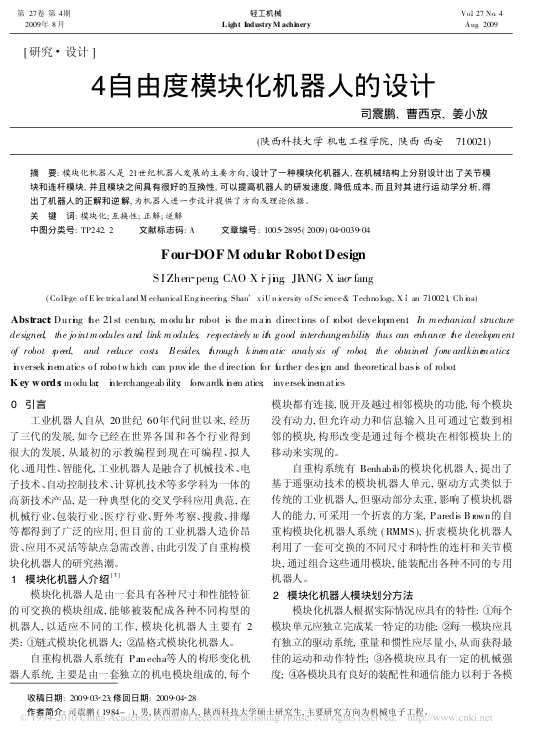 第 27卷 第 4期
2009年 8月
轻工机械
Light Industry Machinery
Vol 27 No. 4
Aug. 2009
[研究·设计]
4自由度模块化机器人的设计
司震鹏, 曹西京, 姜小放
(陕西科技大学 机电工程学院, 陕西 西安 710021)
摘 要: 模块化机器人是 21世纪机器人发展的主要方向, 设计了一种模块化机器人, 在机械结构上分别设计出了关节模
块和连杆模块, 并且模块之间具有很好的互换性, 可以提高机器人的研发速度, 降低成本, 而且对其进行运动学分析, 得
出了机器人的正解和逆解, 为机器人进一步设计提供了方向及理论依据。
关 键 词: 模块化; 互换性; 正解; 逆解
中图分类号: TP242. 2 文献标志码: A 文章编号: 1005-2895( 2009) 04-0039-04
Four-DOF Modular Robot Design
SI Zhen-peng, CAO Xi-jing, JIANG Xiao-fang
(College of Electrical and Mechanical Engineering, Shan' xi University of Science & Technology, Xi' an 710021, China)
Abstract: During the 21st century, modular robot is the main directions of robot development. In mechanical structure
designed, the joint modules and link modules, respectively with good interchangeability thus can enhance the development
of robot speed, and reduce costs. Besides, through kinematic analysis of robot, the obtained forward kinematics,
inverse kinematics of robot which can provide the direction for further design and theoretical basis of robot.
Key words: modular; interchangeability; forward kinematics; inverse kinematics
0 引言
工业机器人自从 20世纪 60年代问世以来, 经历
了三代的发展, 如今已经在世界各国和各个行业得到
很大的发展, 从最初的示教编程到现在可编程、拟人
化、通用性、智能化, 工业机器人是融合了机械技术、电
子技术、自动控制技术、计算机技术等多学科为一体的
高新技术产品, 是一种典型化的交叉学科应用典范, 在
机械行业、包装行业、医疗行业、野外考察、搜救、排爆
等都得到了广泛的应用, 但目前的工业机器人造价昂
贵、应用不灵活等缺点急需改善, 由此引发了自重构模
块化机器人的研究热潮。
1 模块化机器人介绍[1]
模块化机器人是由一套具有各种尺寸和性能特征
的可交换的模块组成, 能够被装配成各种不同构型的
机器人, 以适应不同的工作, 模块化机器人主要有 2
类: ①链式模块化机器人; ②晶格式模块化机器人。
自重构机器人系统有 Pamecha等人的构形变化机
器人系统, 主要是由一套独立的机电模块组成的, 每个
模块都有连接, 脱开及越过相邻模块的功能, 每个模块
没有动力, 但允许动力和信息输入且可通过它数到相
邻的模块, 构形改变是通过每个模块在相邻模块上的
移动来实现的。
自重构系统有 Benhabib的模块化机器人, 提出了
基于遥驱动技术的模块机器人单元, 驱动方式类似于
传统的工业机器人, 但驱动部分太重, 影响了模块机器
人的能力, 可采用一个折衷的方案, Paredis Brown的自
重构模块化机器人系统 (RMMS), 折衷模块化机器人
利用了一套可交换的不同尺寸和特性的连杆和关节模
块, 通过组合这些通用模块, 能装配出各种不同的专用
机器人。
2 模块化机器人模块划分方法
模块化机器人根据实际情况应具有的特性: ①每个
模块单元应独立完成某一特定的功能; ②每一模块应具
有独立的驱动系统, 重量和惯性应尽量小, 从而获得最
佳的运动和动作特性; ③各模块应具有一定的机械强
度; ④各模块具有良好的装配性和通信能力以利于各模
收稿日期: 2009-03-23; 修回日期: 2009-04-28
作者简介: 司震鹏 ( 1984- ), 男, 陕西渭南人, 陕西科技大学硕士研究生, 主要研究方向为机械电子工程。
© 1994-2010 China Academic Journal Electronic Publishing House. All rights reserved. http://www.cnki.net